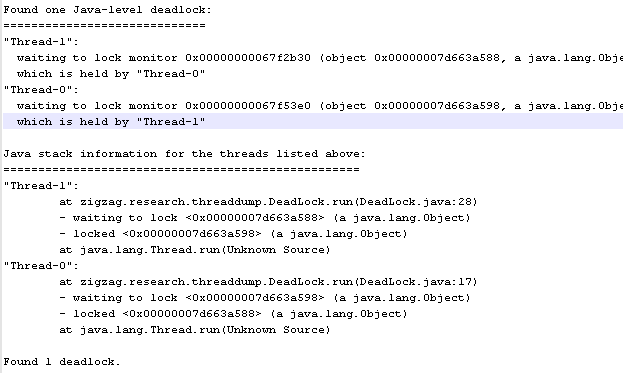 Found one Java-level deadlock:
=============================
"Thread-1":
  waiting to lock monitor 0x00000000067f2b30 (object 0x00000007d663a588, a java.lang.Obje
  which is held by "Thread-0"
"Thread-0":
  waiting to lock monitor 0x00000000067f53e0 (object 0x00000007d663a598, a java.lang.Obje
  which is held by "Thread-1"

Java stack information for the threads listed above:
===================================================
"Thread-1":
        at zigzag.research.threaddump.DeadLock.run(DeadLock.java:28)
        - waiting to lock <0x00000007d663a588> (a java.lang.Object)
        - locked <0x00000007d663a598> (a java.lang.Object)
        at java.lang.Thread.run(Unknown Source)
"Thread-0":
        at zigzag.research.threaddump.DeadLock.run(DeadLock.java:17)
        - waiting to lock <0x00000007d663a598> (a java.lang.Object)
        - locked <0x00000007d663a588> (a java.lang.Object)
        at java.lang.Thread.run(Unknown Source)

Found 1 deadlock.